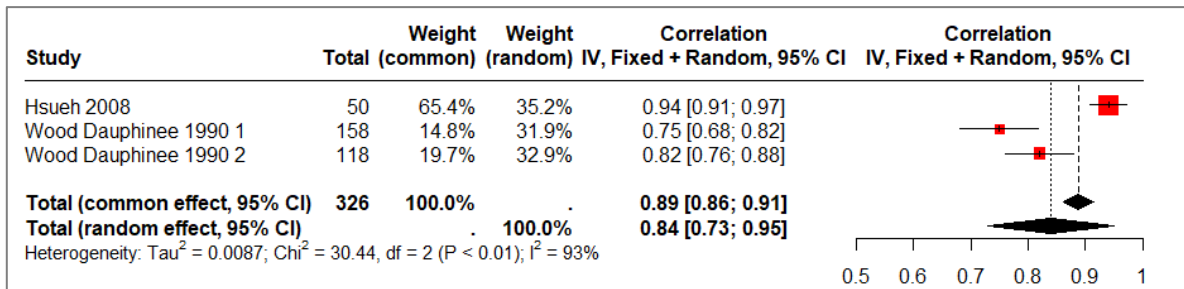 Weight Weight Correlation Correlation
Study Total (common) (random) IV, Fixed + Random, 95% CI IV, Fixed + Random, 95% CI
Hsueh 2008 50 65.4% 35.2% 0.94 [0.91; 0.97]
Wood Dauphinee 1990 1 158 14.8% 31.9% 0.75 [0.68; 0.82]
Wood Dauphinee 1990 2 118 19.7% 32.9% 0.82 [0.76; 0.88]
Total (common effect, 95% CI) 326 100.0% . 0.89 [0.86; 0.91]
Total (random effect, 95% CI) . 100.0% 0.84 [0.73; 0.95]
Heterogeneity: Tau² = 0.0087; Chi² = 30.44, df = 2 (P < 0.01); I² = 93%
0.5 0.6 0.7 0.8 0.9 1